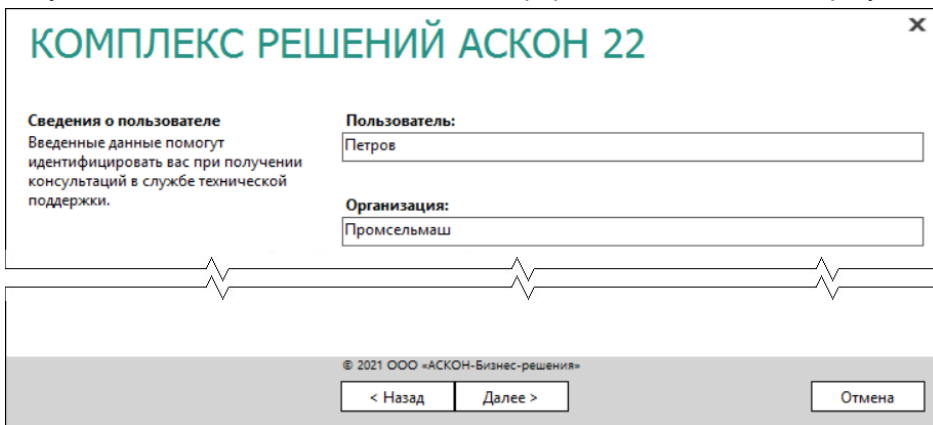 КОМПЛЕКС РЕШЕНИЙ АСКОН 22
x
Сведения о пользователе
Введенные данные помогут
идентифицировать вас при получении
консультаций в службе технической
поддержки.
Пользователь:
Петров
Организация:
Промсельмаш
© 2021 ООО «АСКОН-Бизнес-решения»
< Назад
Далее >
Отмена